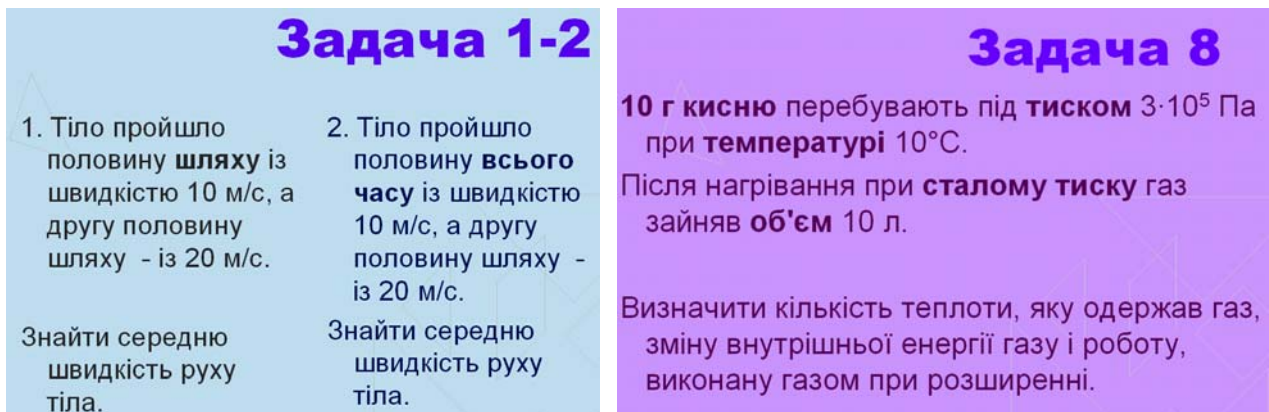 Задача 1-2
1. Тіло пройшло
половину шляху із
швидкістю 10 м/с, а
другу половину
шляху - із 20 м/с.
Знайти середню
швидкість руху
тіла.
2. Тіло пройшло
половину всього
часу із швидкістю
10 м/с, а другу
половину шляху -
із 20 м/с.
Знайти середню
швидкість руху
тіла.
Задача 8
10 г кисню перебувають під тиском 3·10⁵ Па
при температурі 10°С.
Після нагрівання при сталому тиску газ
зайняв об'єм 10 л.
Визначити кількість теплоти, яку одержав газ,
зміну внутрішньої енергії газу і роботу,
виконану газом при розширенні.